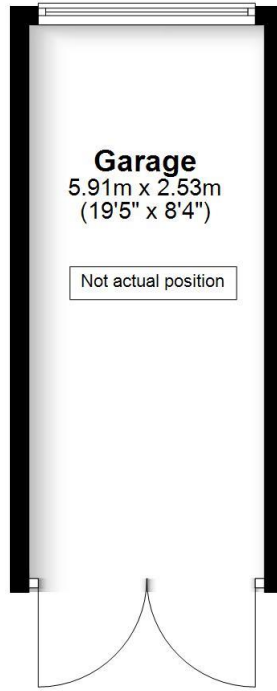 Garage
5.91m x 2.53m
(19'5" x 8'4")
Not actual position